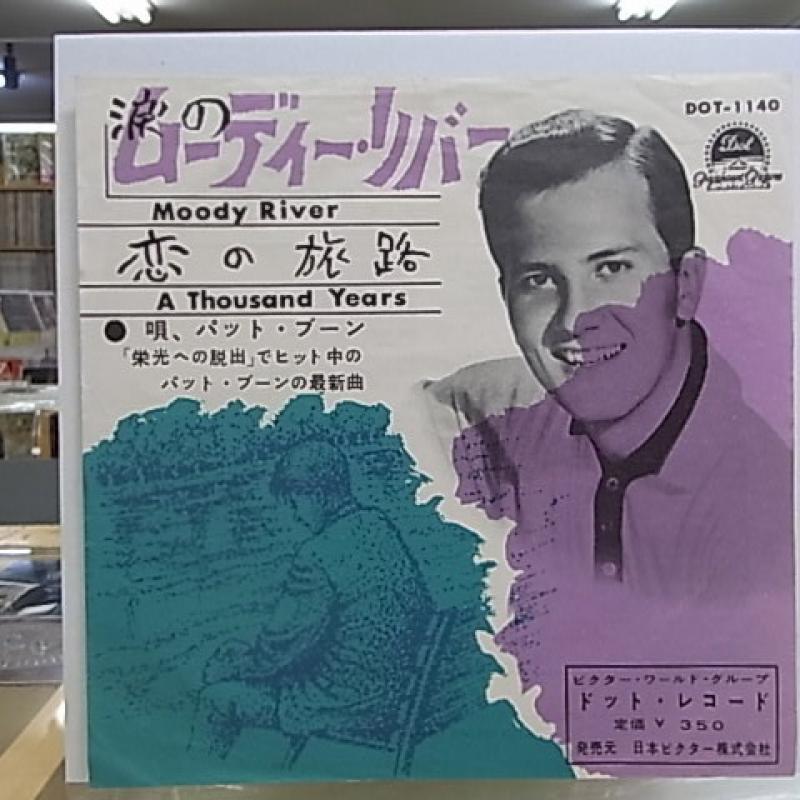 涙の
ムーディー・リバー
Moody River
恋の旅路
A Thousand Years
● 唄、パット・ブーン
「栄光への脱出」でヒット中の
パット・ブーンの最新曲
DOT-1140
Dot
ビクター・ワールド・グループ
ドット・レコード
定価 ¥ 350
発売元 日本ビクター株式会社